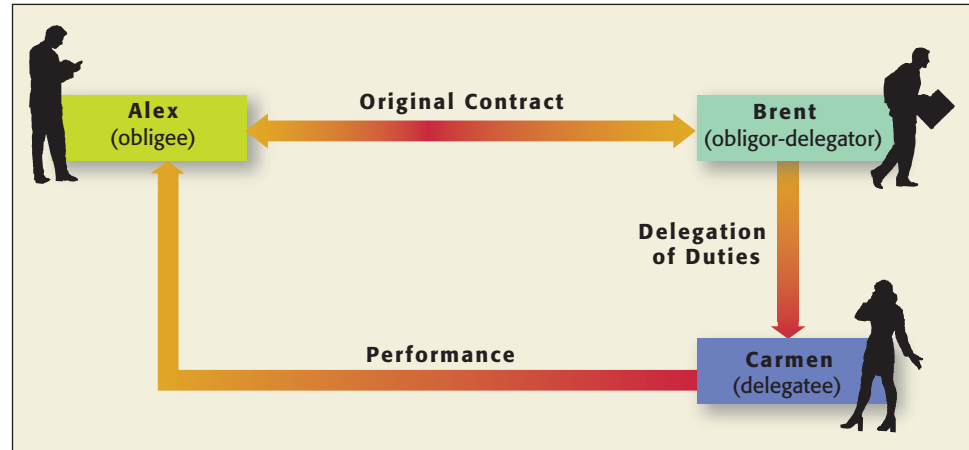 Original Contract
Alex
(obligee)
Brent
(obligor-delegator)
Delegation
of Duties
Performance
Carmen
(delegatee)